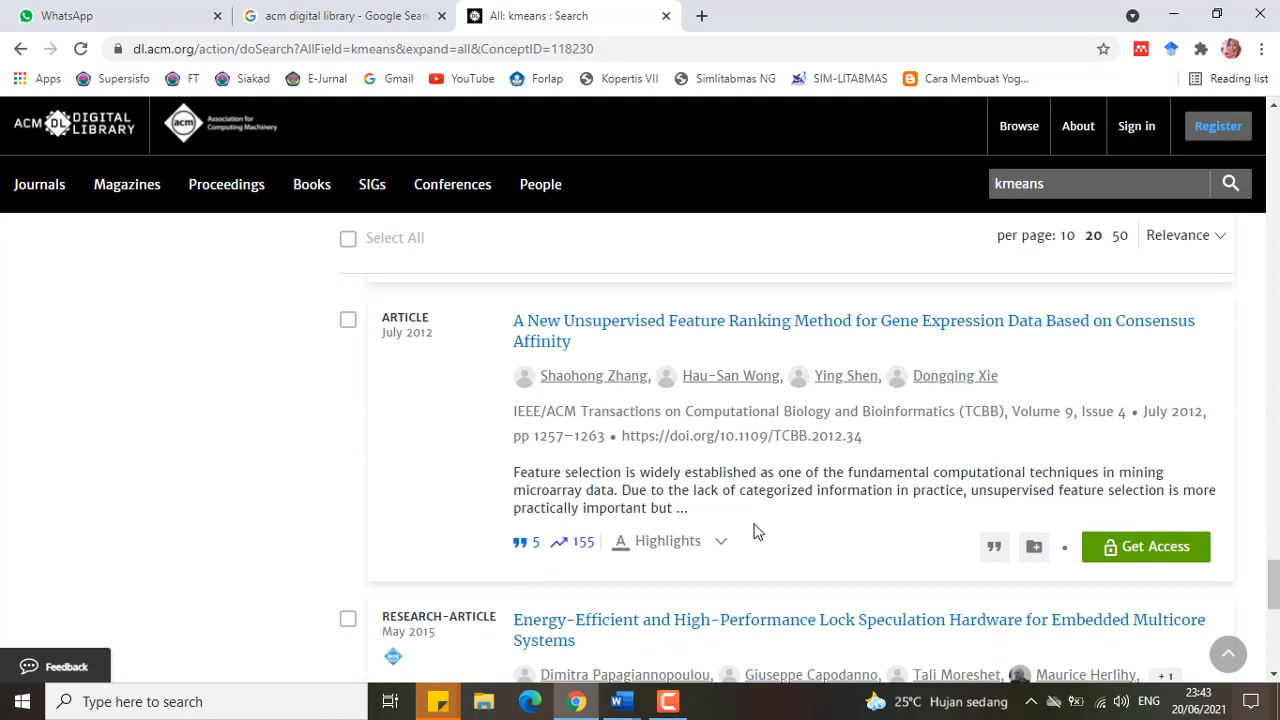 WhatsApp
acm digital library - Google Searc
All: kmeans : Search
dl.acm.org/action/doSearch?AllField=kmeans&expand=all&ConceptID=118230
Apps Supersisfo FT Siakad E-Jurnal Gmail YouTube Forlap Kopertis VII Simlitabmas NG SIM-LITABMAS Cara Membuat Yog... Reading list
ACM DL DIGITAL LIBRARY
acm Association for Computing Machinery
Browse About Sign in Register
Journals Magazines Proceedings Books SIGs Conferences People
kmeans
Select All
per page: 10 20 50 Relevance
ARTICLE
July 2012
A New Unsupervised Feature Ranking Method for Gene Expression Data Based on Consensus
Affinity
Shaohong Zhang, Hau-San Wong, Ying Shen, Dongqing Xie
IEEE/ACM Transactions on Computational Biology and Bioinformatics (TCBB), Volume 9, Issue 4 • July 2012,
pp 1257–1263 • https://doi.org/10.1109/TCBB.2012.34
Feature selection is widely established as one of the fundamental computational techniques in mining
microarray data. Due to the lack of categorized information in practice, unsupervised feature selection is more
practically important but ...
5 155 A Highlights
Get Access
RESEARCH-ARTICLE
May 2015
Energy-Efficient and High-Performance Lock Speculation Hardware for Embedded Multicore
Systems
Dimitra Papagiannopoulou, Giuseppe Capodanno, Tali Moreshet, Maurice Herlihy, + 1
Feedback
Type here to search
25°C Hujan sedang
ENG
23:43
20/06/2021